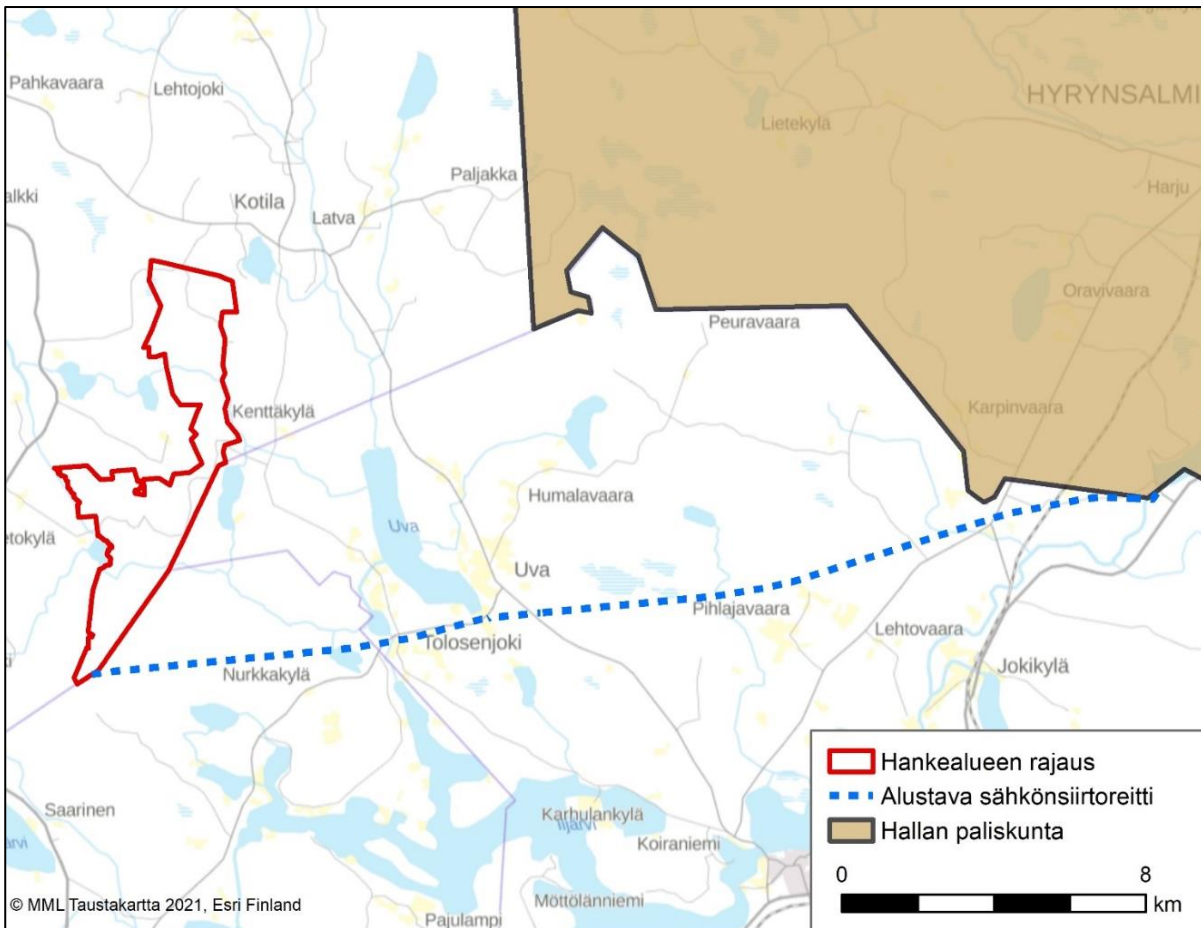 Pahkavaara
Lehtojoki
HYRYNSALMI
Lietekylä
Paljakka
Harju
alkki
Kotila
Latva
Oravivaara
Peuravaara
Kenttäkylä
Karpinvaara
Humalavaara
Uva
etokylä
Uva
Pihlajavaara
Lehtovaara
Tolosenjoki
Nurkkakylä
Jokikylä
Saarinen
Karhulankylä
Iijärvi
Koiraniemi
Möttölänniemi
Pajulampi
Hankealueen rajaus
Alustava sähkönsiirtoreitti
Hallan paliskunta
0 8
km
© MML Taustakartta 2021, Esri Finland